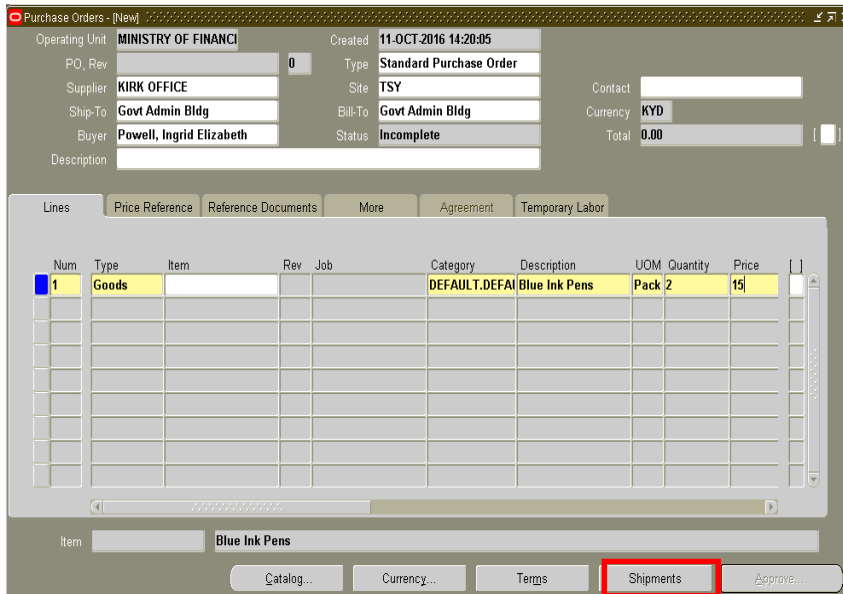 Purchase Orders - [New]
Operating Unit MINISTRY OF FINANCI Created 11-OCT-2016 14:20:05
PO, Rev 0 Type Standard Purchase Order
Supplier KIRK OFFICE Site TSY Contact
Ship-To Govt Admin Bldg Bill-To Govt Admin Bldg Currency KYD
Buyer Powell, Ingrid Elizabeth Status Incomplete Total 0.00 [ ]
Description
Lines Price Reference Reference Documents More Agreement Temporary Labor
Num Type Item Rev Job Category Description UOM Quantity Price [ ]
1 Goods DEFAULT.DEFAU Blue Ink Pens Pack 2 15
Item Blue Ink Pens
Catalog... Currency... Terms Shipments Approve...